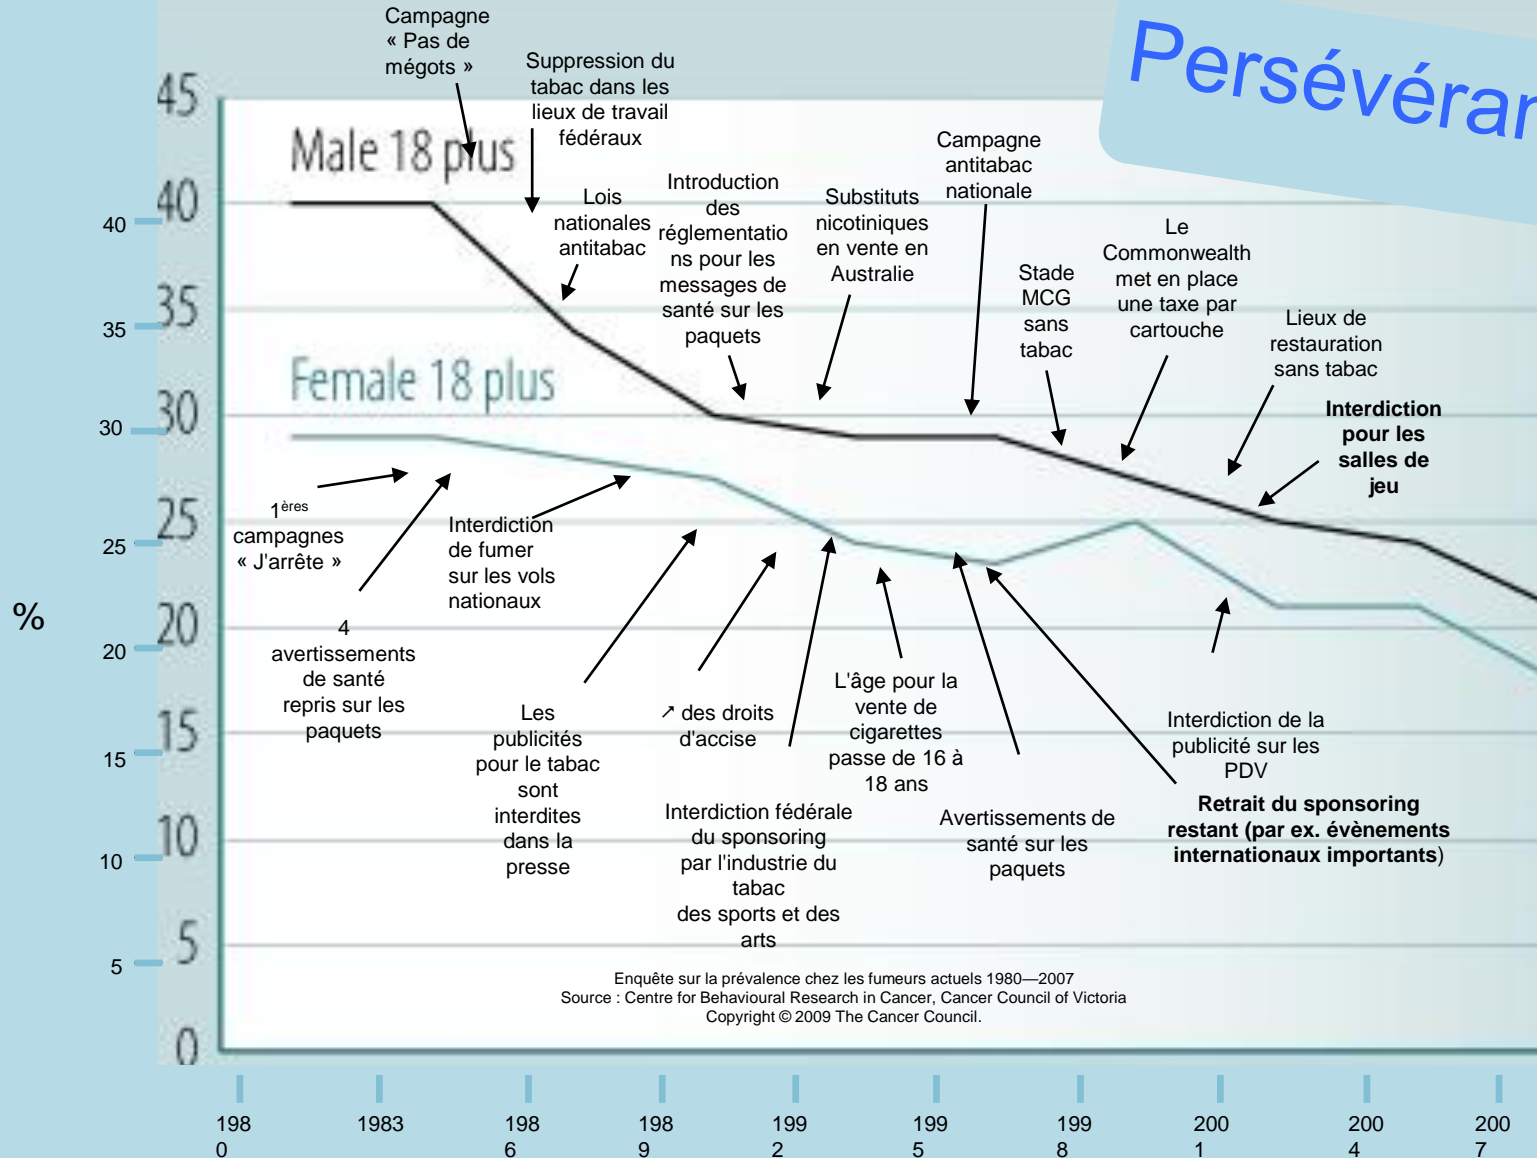 Campagne
« Pas de
mégots »
Suppression du
tabac dans les
lieux de travail
fédéraux
Male 18 plus
Lois
nationales
antitabac
Introduction
des
réglementatio
ns pour les
messages de
santé sur les
paquets
Substituts
nicotiniques
en vente en
Australie
Campagne
antitabac
nationale
Stade
MCG
sans
tabac
Le
Commonwealth
met en place
une taxe par
cartouche
Lieux de
restauration
sans tabac
Interdiction
pour les
salles de
jeu
Female 18 plus
1ères
campagnes
« J'arrête »
4
avertissements
de santé
repris sur les
paquets
Interdiction
de fumer
sur les vols
nationaux
Les
publicités
pour le tabac
sont
interdites
dans la
presse
↗ des droits
d'accise
Interdiction fédérale
du sponsoring
par l'industrie du
tabac
des sports et des
arts
L'âge pour la
vente de
cigarettes
passe de 16 à
18 ans
Avertissements de
santé sur les
paquets
Interdiction de la
publicité sur les
PDV
Retrait du sponsoring
restant (par ex. évènements
internationaux importants)
Enquête sur la prévalence chez les fumeurs actuels 1980—2007
Source : Centre for Behavioural Research in Cancer, Cancer Council of Victoria
Copyright © 2009 The Cancer Council.
Persévéran
%
40
35
30
25
20
15
10
5
45
40
35
30
25
20
15
10
5
0
198
0
1983
198
6
198
9
199
2
199
5
199
8
200
1
200
4
200
7